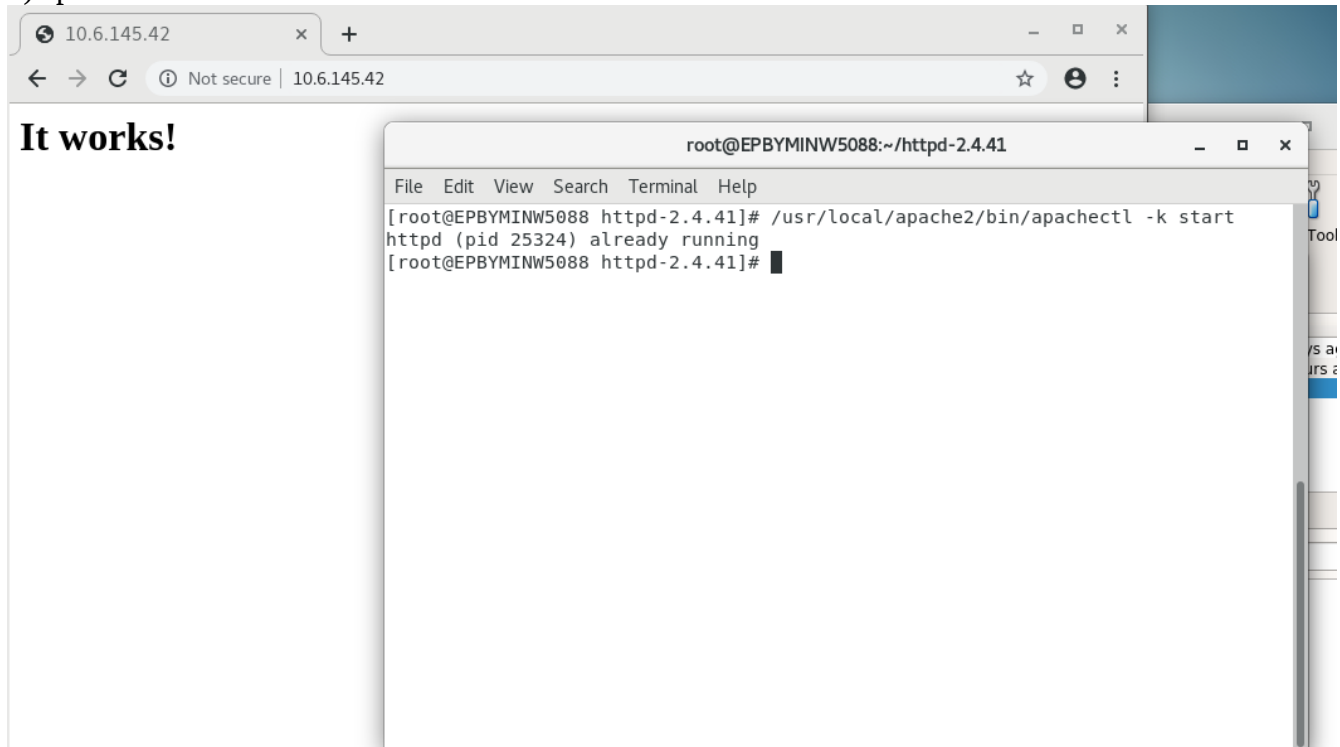 10.6.145.42
Not secure | 10.6.145.42
It works!
root@EPBYMINW5088:~/httpd-2.4.41
File Edit View Search Terminal Help
[root@EPBYMINW5088 httpd-2.4.41]# /usr/local/apache2/bin/apachectl -k start
httpd (pid 25324) already running
[root@EPBYMINW5088 httpd-2.4.41]#